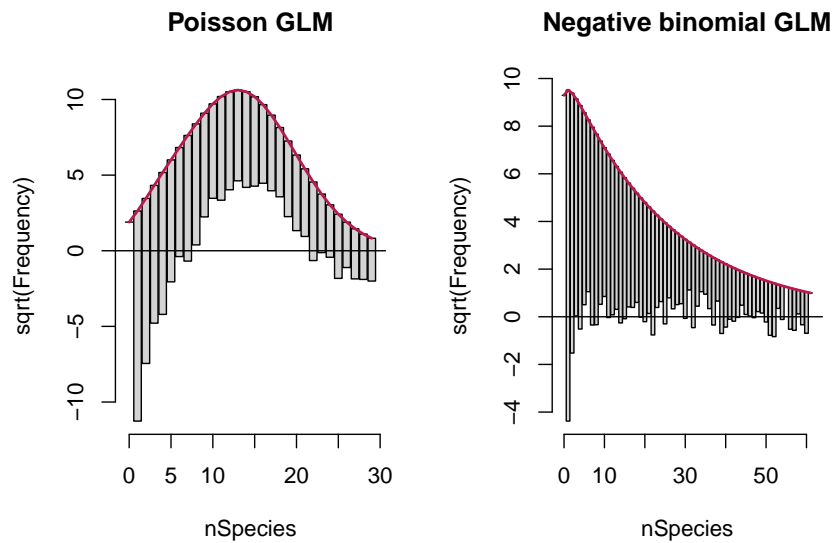 Poisson GLM
sqrt(Frequency)
10
5
0
−5
−10
0 5 10 20 30
nSpecies
Negative binomial GLM
sqrt(Frequency)
10
8
6
4
2
0
−2
−4
0 10 30 50
nSpecies